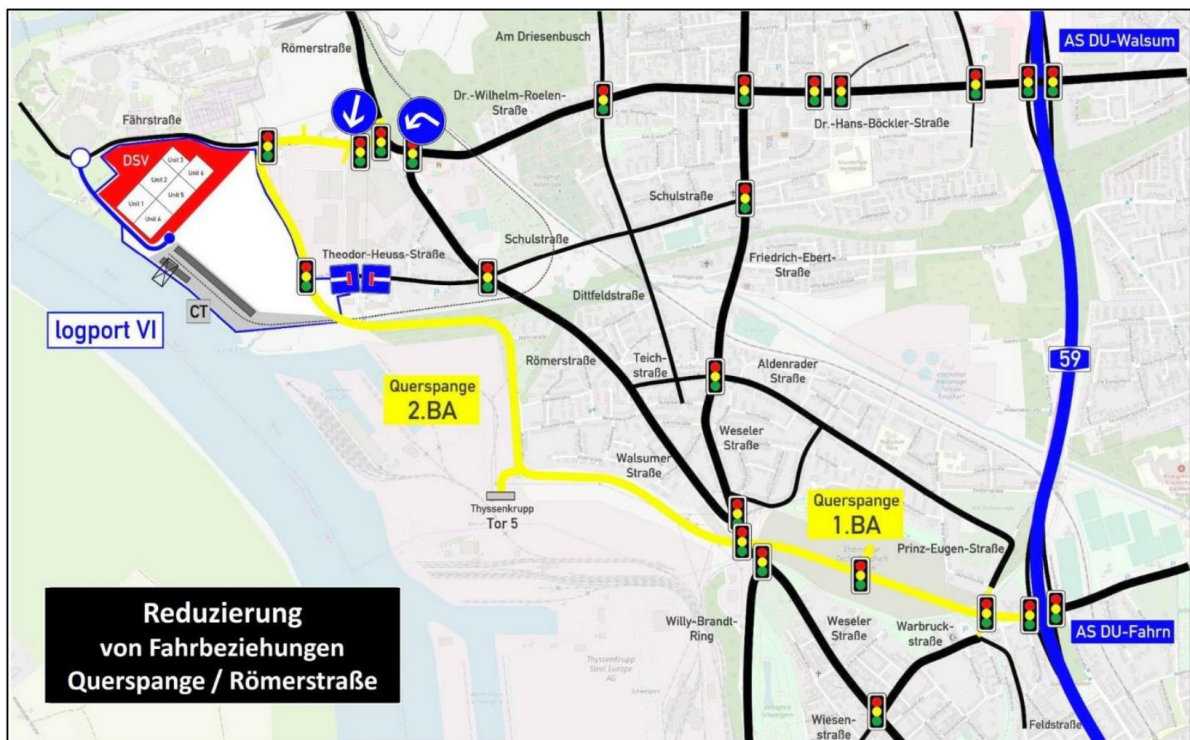 Römerstraße
Am Driesenbusch
AS DU-Walsum
Dr.-Wilhelm-Roelen-
Straße
Fährstraße
Dr.-Hans-Böckler-Straße
DSV
Unit 3
Unit 2
Unit 6
Unit 5
Unit 1
Unit 4
Schulstraße
Schulstraße
Theodor-Heuss-Straße
Friedrich-Ebert-
Straße
Dittfeldstraße
CT
logport VI
Römerstraße
Teich-
straße
Aldenrader
Straße
59
Querspange
2.BA
Weseler
Straße
Walsumer
Straße
Thyssenkrupp
Tor 5
Querspange
1.BA
Prinz-Eugen-Straße
Reduzierung
von Fahrbeziehungen
Querspange / Römerstraße
Willy-Brandt-
Ring
Weseler
Straße
Warbruck-
straße
AS DU-Fahrn
ThyssenKrupp
Steel Europe
AG
Wiesen-
straße
Feldstraße